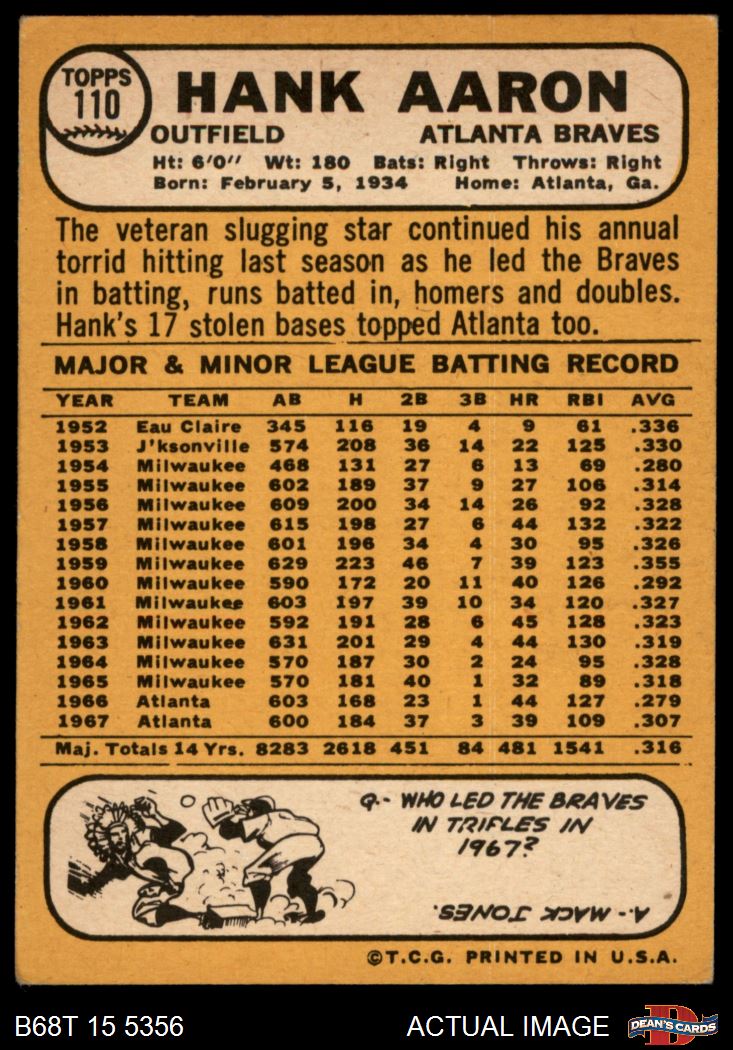 TOPPS
110
HANK AARON
OUTFIELD ATLANTA BRAVES
Ht: 6'0" Wt: 180 Bats: Right Throws: Right
Born: February 5, 1934 Home: Atlanta, Ga.
The veteran slugging star continued his annual
torrid hitting last season as he led the Braves
in batting, runs batted in, homers and doubles.
Hank's 17 stolen bases topped Atlanta too.
MAJOR & MINOR LEAGUE BATTING RECORD
YEAR TEAM AB H 2B 3B HR RBI AVG
1952 Eau Claire 345 116 19 4 9 61 .336
1953 J'ksonville 574 208 36 14 22 125 .330
1954 Milwaukee 468 131 27 6 13 69 .280
1955 Milwaukee 602 189 37 9 27 106 .314
1956 Milwaukee 609 200 34 14 26 92 .328
1957 Milwaukee 615 198 27 6 44 132 .322
1958 Milwaukee 601 196 34 4 30 95 .326
1959 Milwaukee 629 223 46 7 39 123 .355
1960 Milwaukee 590 172 20 11 40 126 .292
1961 Milwaukee 603 197 39 10 34 120 .327
1962 Milwaukee 592 191 28 6 45 128 .323
1963 Milwaukee 631 201 29 4 44 130 .319
1964 Milwaukee 570 187 30 2 24 95 .328
1965 Milwaukee 570 181 40 1 32 89 .318
1966 Atlanta 603 168 23 1 44 127 .279
1967 Atlanta 600 184 37 3 39 109 .307
Maj. Totals 14 Yrs. 8283 2618 451 84 481 1541 .316
Q.- WHO LED THE BRAVES
IN TRIPLES IN
1967?
A.- MACK JONES.
©T.C.G. PRINTED IN U.S.A.
B68T 15 5356 ACTUAL IMAGE D DEAN'S CARDS